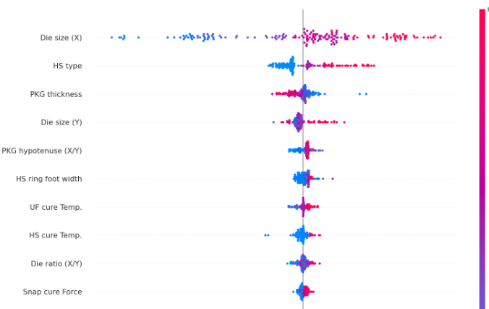 Die size (X)
HS type
PKG thickness
Die size (Y)
PKG hypotenuse (X/Y)
HS ring foot width
UF cure Temp.
HS cure Temp.
Die ratio (X/Y)
Snap cure Force